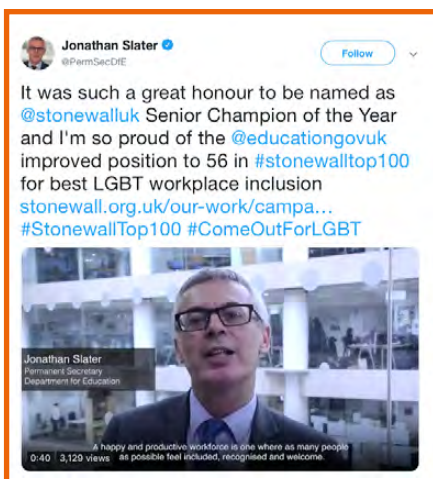 Jonathan Slater
@PermSecDfE
Follow
It was such a great honour to be named as
@stonewalluk Senior Champion of the Year
and I'm so proud of the @educationgovuk
improved position to 56 in #stonewalltop100
for best LGBT workplace inclusion
stonewall.org.uk/our-work/campa...
#StonewallTop100 #ComeOutForLGBT
Jonathan Slater
Permanent Secretary
Department for Education
A happy and productive workforce is one where as many people
0:40 3,129 views as possible feel included, recognised and welcome.